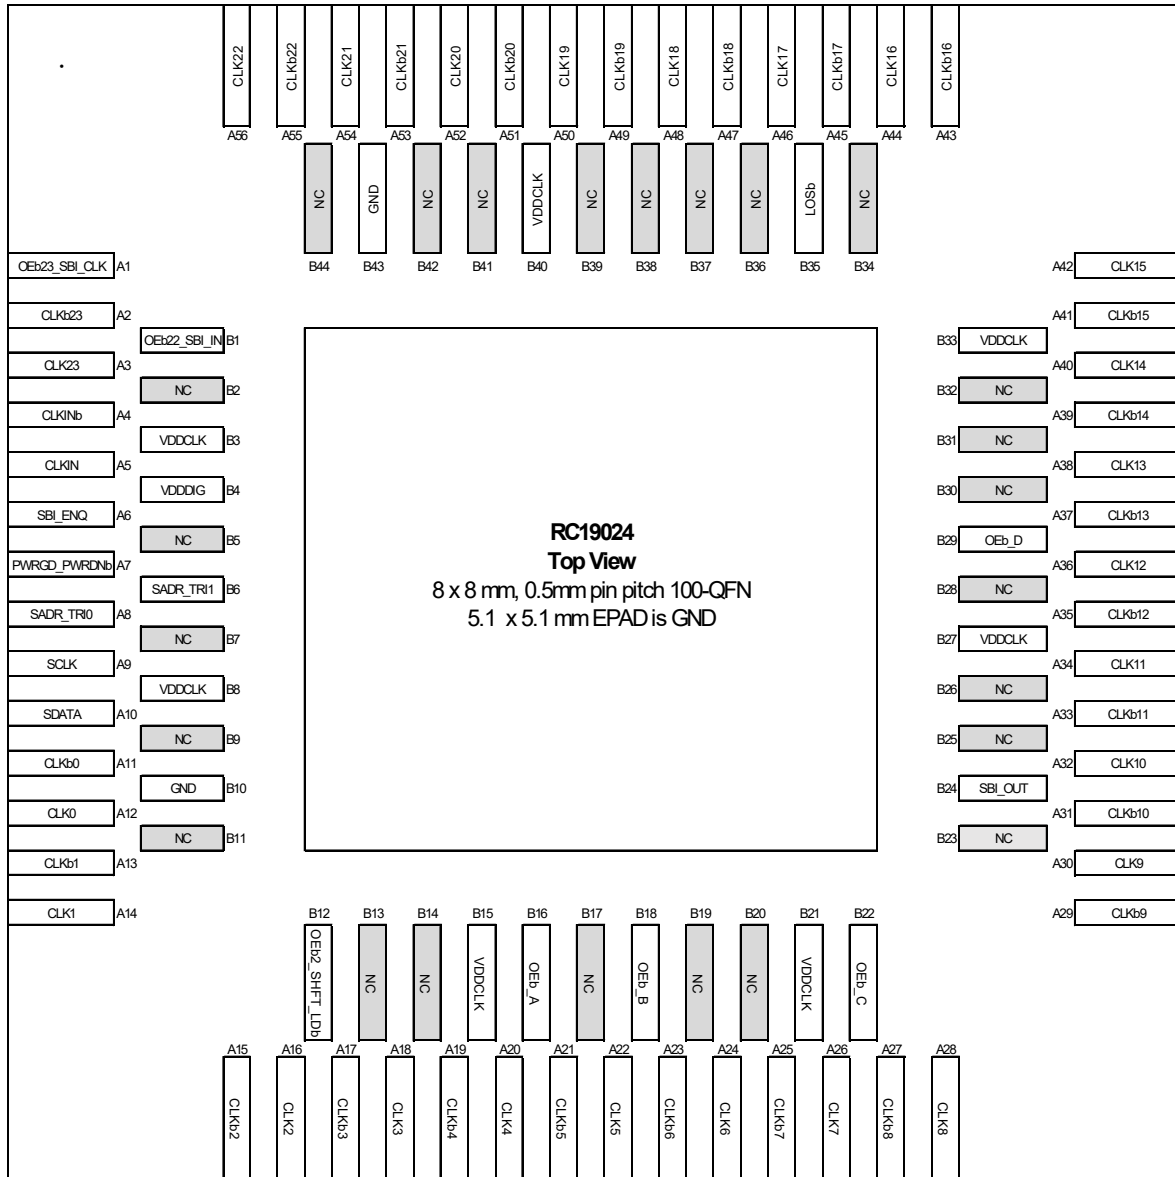 CLK22
CLKb22
CLK21
CLKb21
CLK20
CLKb20
CLK19
CLKb19
CLK18
CLKb18
CLK17
CLKb17
CLK16
CLKb16
A56
A55
A54
A53
A52
A51
A50
A49
A48
A47
A46
A45
A44
A43
NC
GND
NC
NC
VDDCLK
NC
NC
NC
NC
LOSb
NC
B44
B43
B42
B41
B40
B39
B38
B37
B36
B35
B34
OEb23_SBI_CLK A1
CLKb23 A2
OEb22_SBI_IN B1
CLK23 A3
NC B2
CLKINb A4
VDDCLK B3
CLKIN A5
VDDDIG B4
SBI_ENQ A6
NC B5
PWRGD_PWRDNb A7
SADR_TRI1 B6
SADR_TRI0 A8
NC B7
SCLK A9
VDDCLK B8
SDATA A10
NC B9
CLKb0 A11
GND B10
CLK0 A12
NC B11
CLKb1 A13
CLK1 A14
RC19024
Top View
8 x 8 mm, 0.5mm pin pitch 100-QFN
5.1 x 5.1 mm EPAD is GND
A42 CLK15
A41 CLKb15
B33 VDDCLK
A40 CLK14
B32 NC
A39 CLKb14
B31 NC
A38 CLK13
B30 NC
A37 CLKb13
B29 OEb_D
A36 CLK12
B28 NC
A35 CLKb12
B27 VDDCLK
A34 CLK11
B26 NC
A33 CLKb11
B25 NC
A32 CLK10
B24 SBI_OUT
A31 CLKb10
B23 NC
A30 CLK9
A29 CLKb9
B12
B13
B14
B15
B16
B17
B18
B19
B20
B21
B22
OEb2_SHFT_LDb
NC
NC
VDDCLK
OEb_A
NC
OEb_B
NC
NC
VDDCLK
OEb_C
A15
A16
A17
A18
A19
A20
A21
A22
A23
A24
A25
A26
A27
A28
CLKb2
CLK2
CLKb3
CLK3
CLKb4
CLK4
CLKb5
CLK5
CLKb6
CLK6
CLKb7
CLK7
CLKb8
CLK8